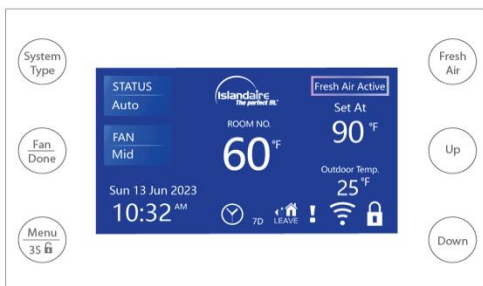 System
Type
Fan
Done
Menu
3S
STATUS
Auto
FAN
Mid
Sun 13 Jun 2023
10:32 AM
Islandaire
The perfect fit.
ROOM NO.
60 °F
7D
LEAVE
!
Fresh Air Active
Set At
90 °F
Outdoor Temp.
25 °F
Fresh
Air
Up
Down